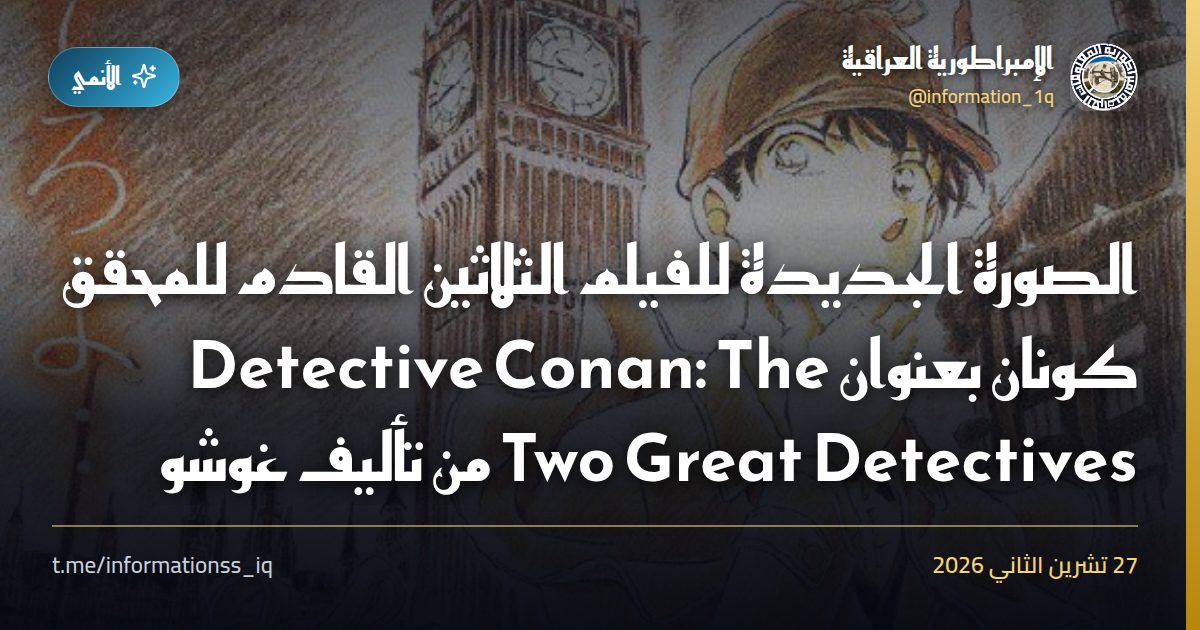 الإمبراطورية العراقية
@information_1q
الأنمي
الصورة الجديدة للفيلم الثلاثين القادم للمحقق
كونان بعنوان Detective Conan: The
Two Great Detectives من تأليف غوشو
27 تشرين الثاني 2026
t.me/informationss_iq